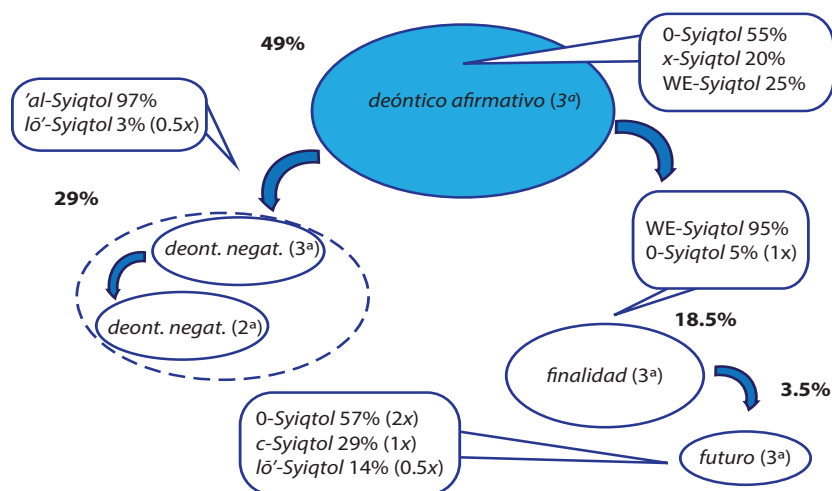 49%
0-Syiqtol 55%
x-Syiqtol 20%
WE-Syiqtol 25%
deóntico afirmativo (3ª)
'al-Syiqtol 97%
lō'-Syiqtol 3% (0.5x)
29%
deont. negat. (3ª)
deont. negat. (2ª)
WE-Syiqtol 95%
0-Syiqtol 5% (1x)
18.5%
finalidad (3ª)
3.5%
0-Syiqtol 57% (2x)
c-Syiqtol 29% (1x)
lō'-Syiqtol 14% (0.5x)
futuro (3ª)